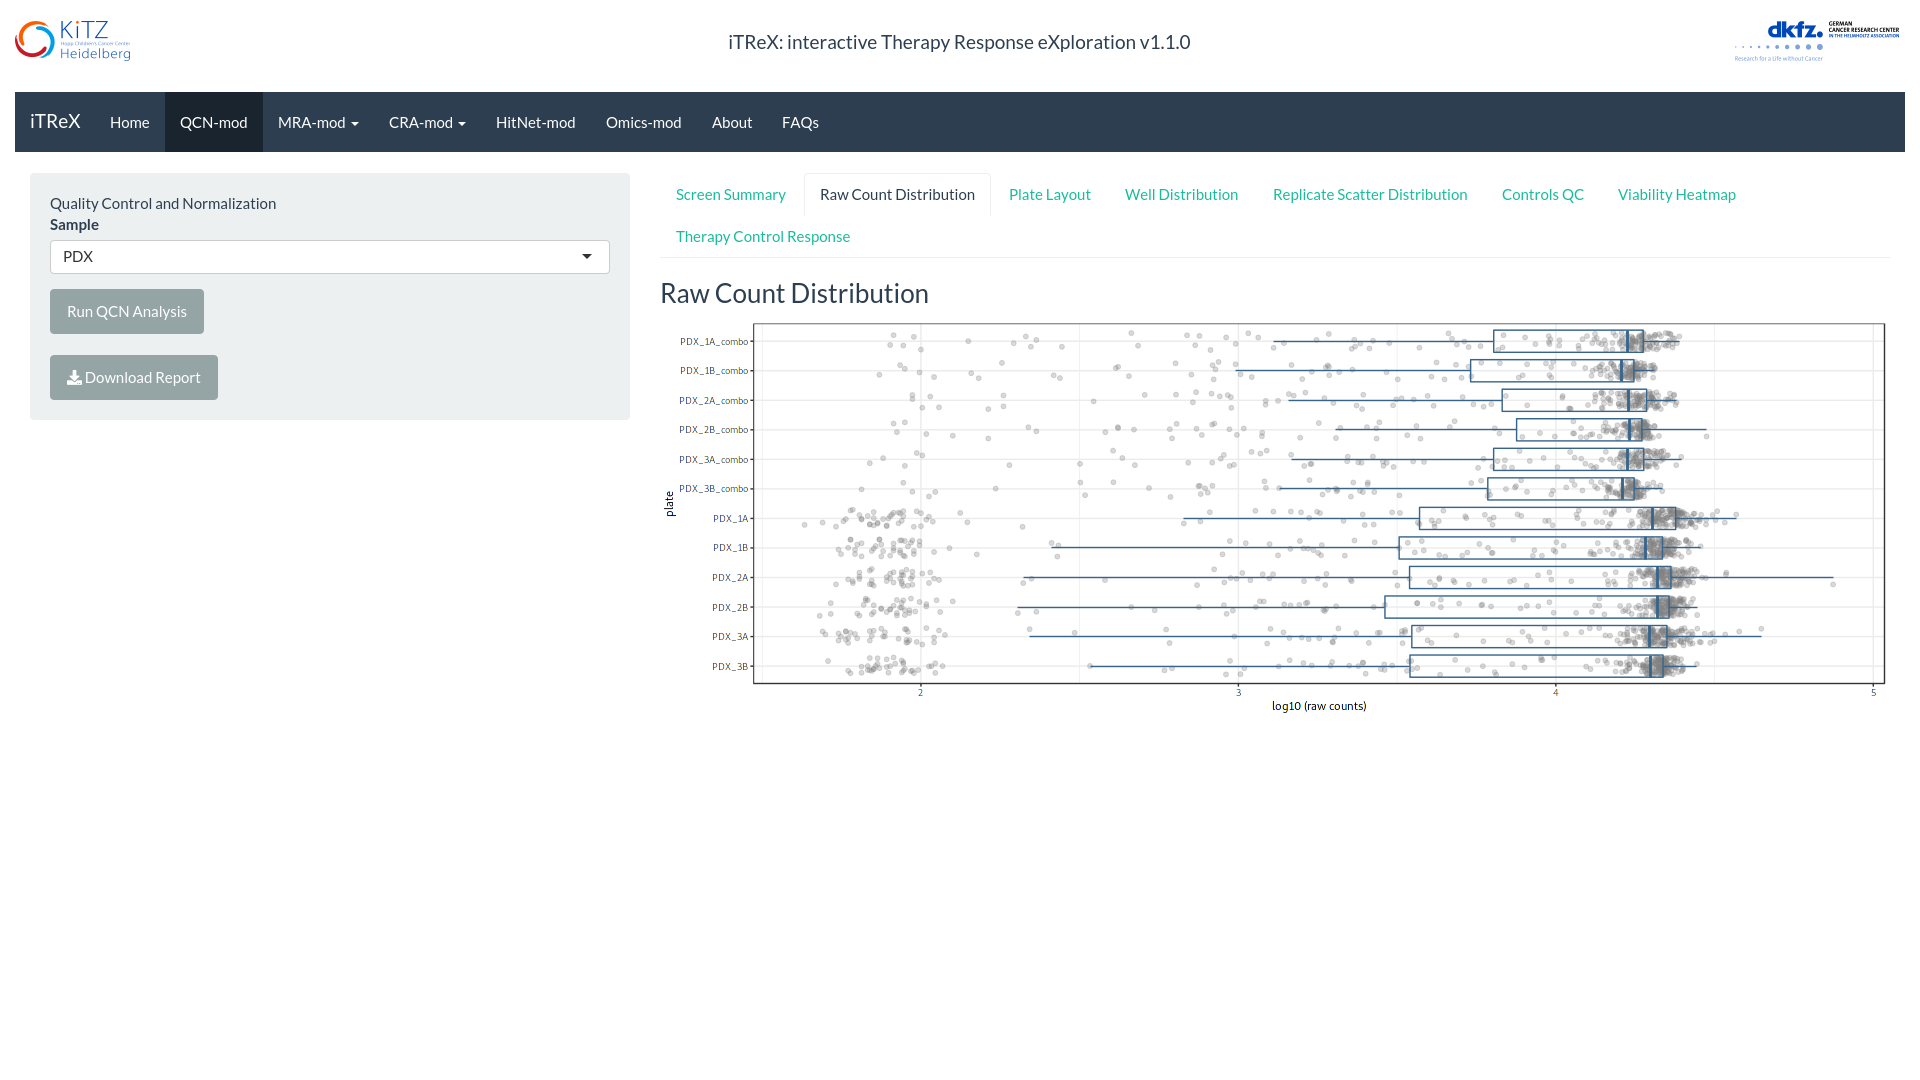 KiTZ
Hopp Children's Cancer Center
Heidelberg
iTReX: interactive Therapy Response eXploration v1.1.0
dkfz.
GERMAN
CANCER RESEARCH CENTER
IN THE HELMHOLTZ ASSOCIATION
Research for a Life without Cancer
iTReX Home QCN-mod MRA-mod CRA-mod HitNet-mod Omics-mod About FAQs
Quality Control and Normalization
Sample
PDX
Run QCN Analysis
Download Report
Screen Summary Raw Count Distribution Plate Layout Well Distribution Replicate Scatter Distribution Controls QC Viability Heatmap
Therapy Control Response
Raw Count Distribution
plate
PDX_1A_combo
PDX_1B_combo
PDX_2A_combo
PDX_2B_combo
PDX_3A_combo
PDX_3B_combo
PDX_1A
PDX_1B
PDX_2A
PDX_2B
PDX_3A
PDX_3B
2 3 4 5
log10 (raw counts)